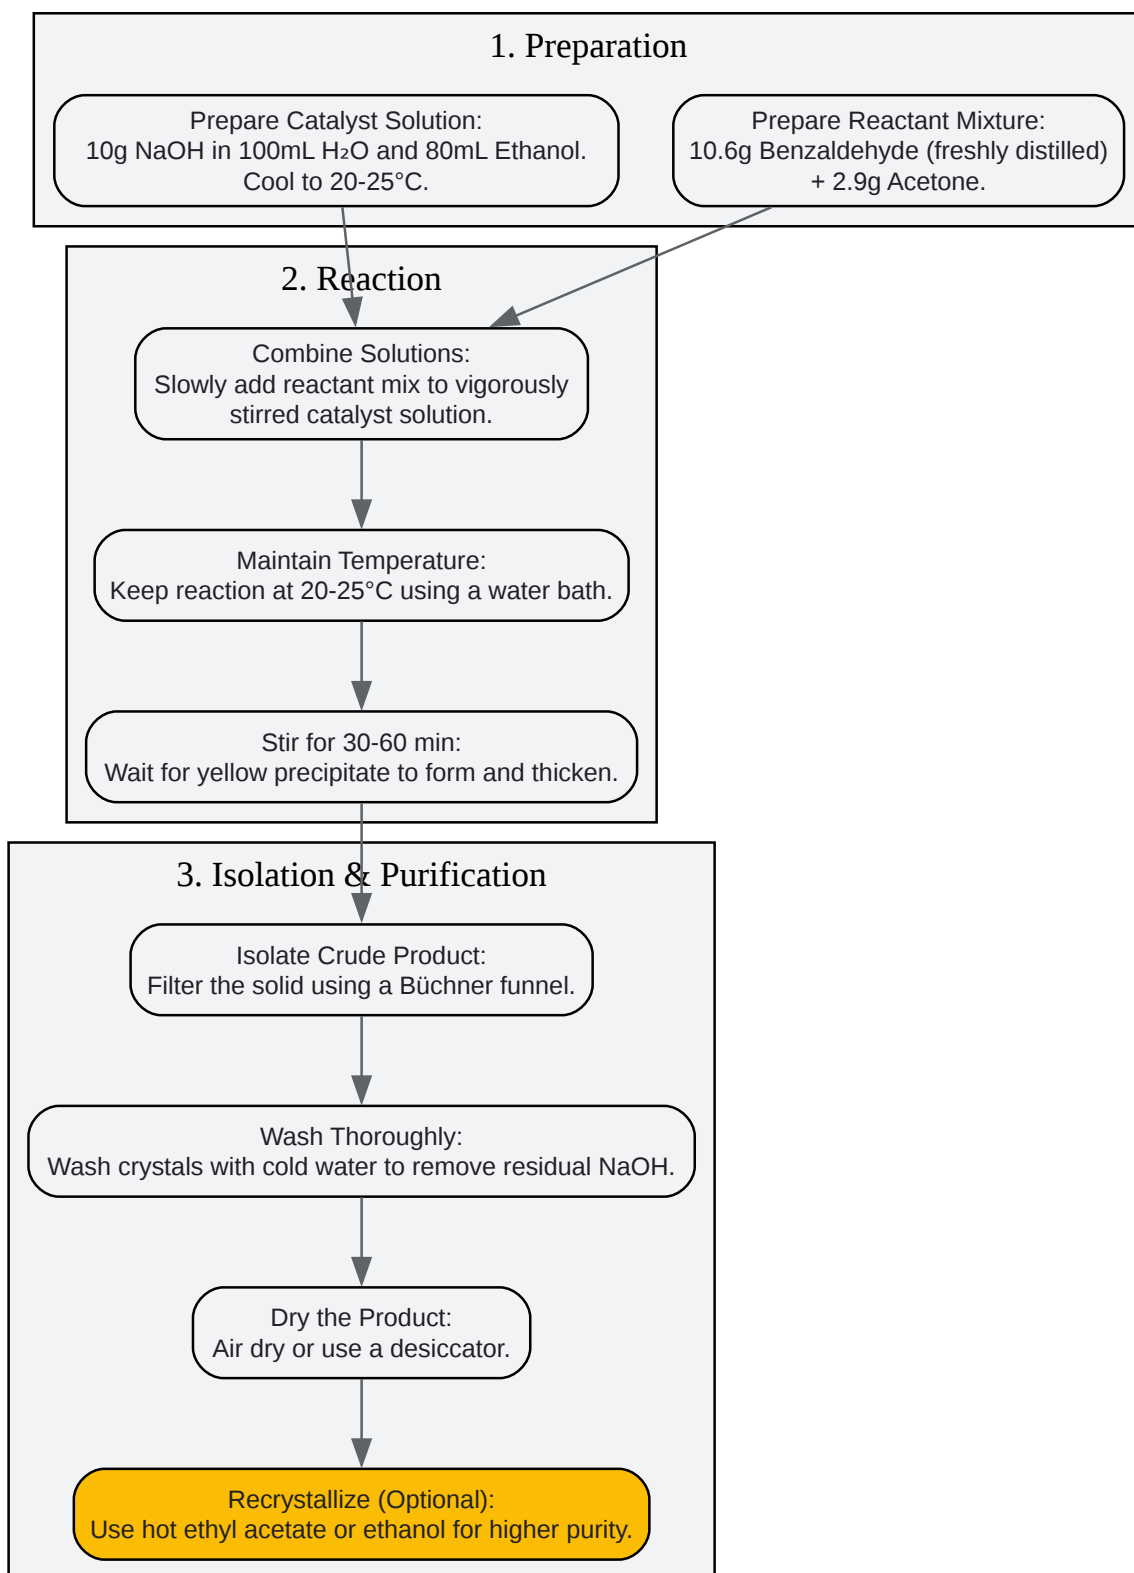 1. Preparation
Prepare Catalyst Solution:
10g NaOH in 100mL H₂O and 80mL Ethanol.
Cool to 20-25°C.
Prepare Reactant Mixture:
10.6g Benzaldehyde (freshly distilled)
+ 2.9g Acetone.
2. Reaction
Combine Solutions:
Slowly add reactant mix to vigorously
stirred catalyst solution.
Maintain Temperature:
Keep reaction at 20-25°C using a water bath.
Stir for 30-60 min:
Wait for yellow precipitate to form and thicken.
3. Isolation & Purification
Isolate Crude Product:
Filter the solid using a Büchner funnel.
Wash Thoroughly:
Wash crystals with cold water to remove residual NaOH.
Dry the Product:
Air dry or use a desiccator.
Recrystallize (Optional):
Use hot ethyl acetate or ethanol for higher purity.